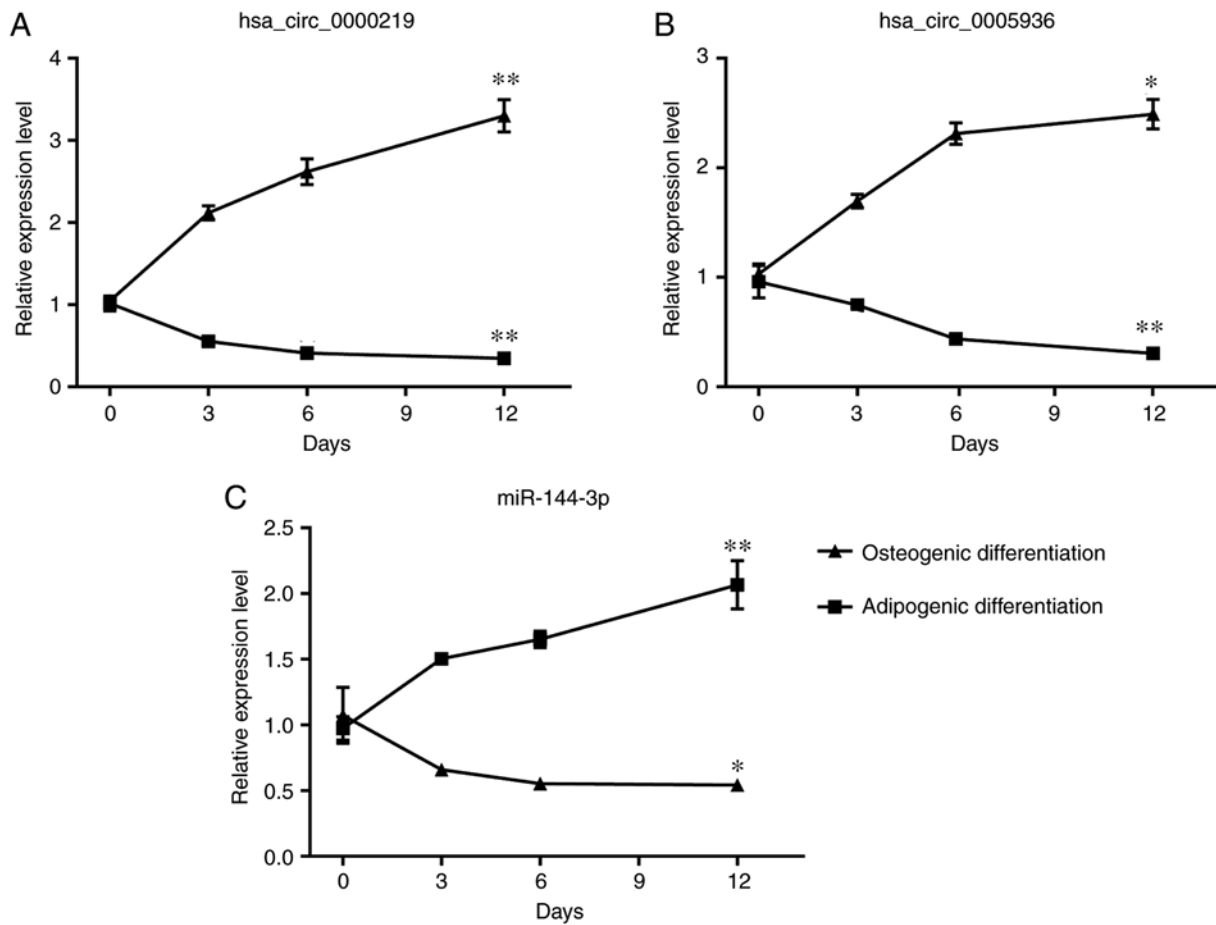 A
hsa_circ_0000219
Relative expression level
4
3
2
1
0
**
**
0 3 6 9 12
Days
B
hsa_circ_0005936
Relative expression level
3
2
1
0
*
**
0 3 6 9 12
Days
C
miR-144-3p
Relative expression level
2.5
2.0
1.5
1.0
0.5
0.0
**
*
0 3 6 9 12
Days
Osteogenic differentiation
Adipogenic differentiation